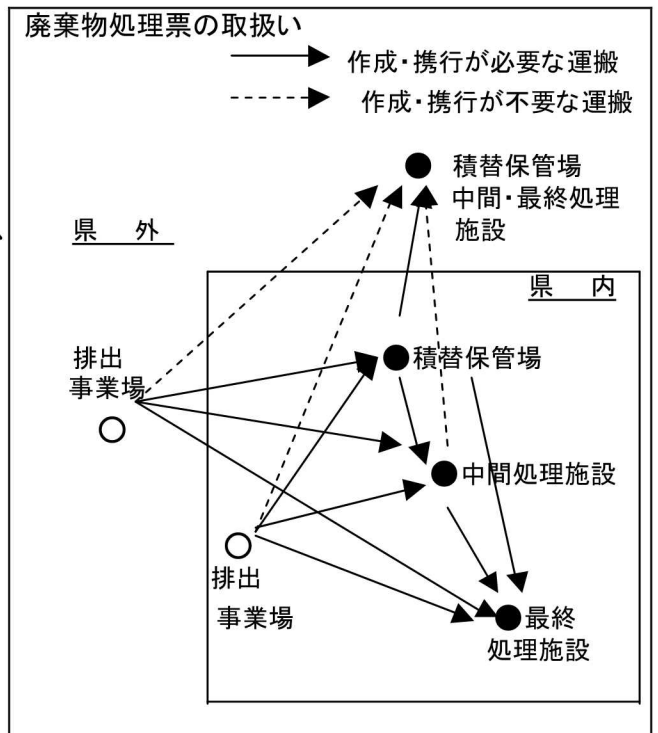 廃棄物処理票の取扱い
作成・携行が必要な運搬
作成・携行が不要な運搬
積替保管場
中間・最終処理
施設
県　外
県　内
排出
事業場
積替保管場
中間処理施設
排出
事業場
最終
処理施設